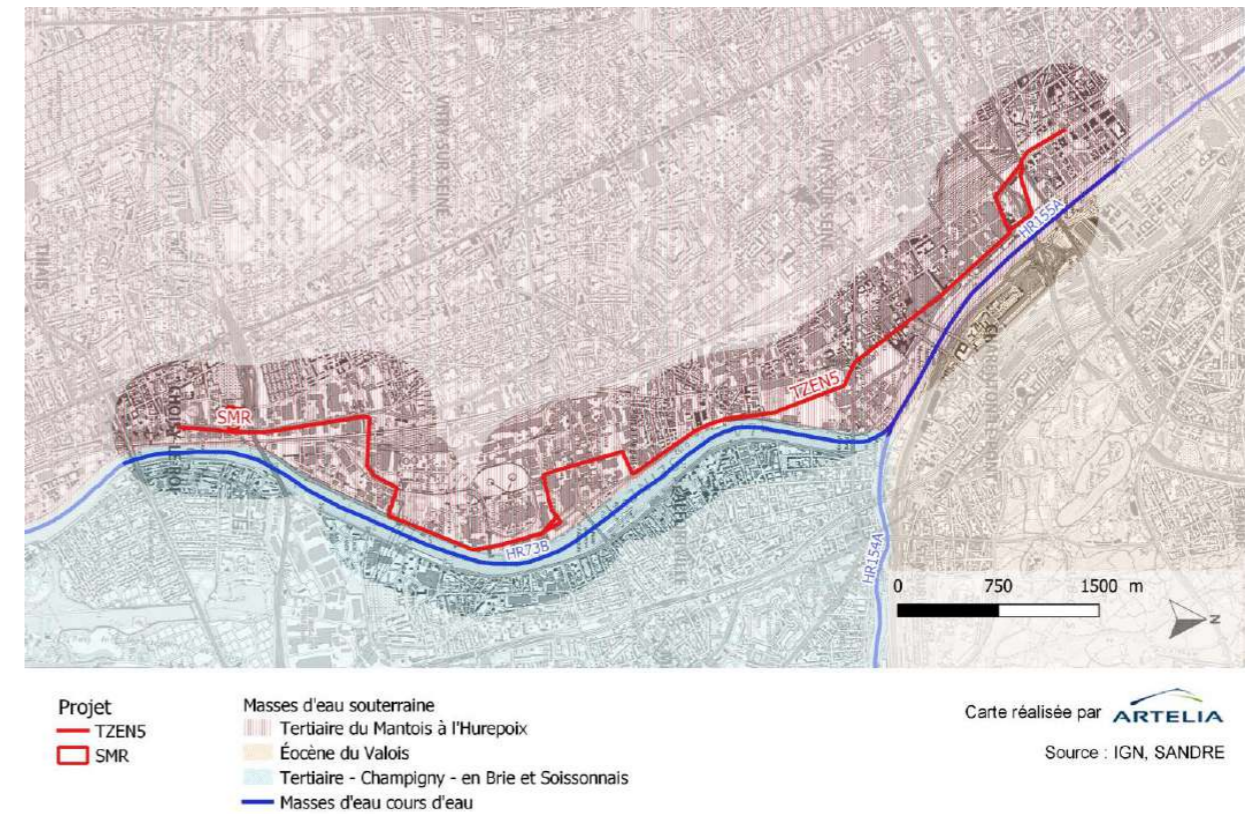 THIAIS
VITRY-SUR-SEINE
IVRY-SUR-SEINE
CHOISY-LE-ROI
SMR
TZEN5
HR155A
HR73B
HR154A
0 750 1500 m
N
Projet
TZEN5
SMR
Masses d'eau souterraine
Tertiaire du Mantois à l'Hurepoix
Éocène du Valois
Tertiaire - Champigny - en Brie et Soissonnais
Masses d'eau cours d'eau
Carte réalisée par ARTELIA
Source : IGN, SANDRE